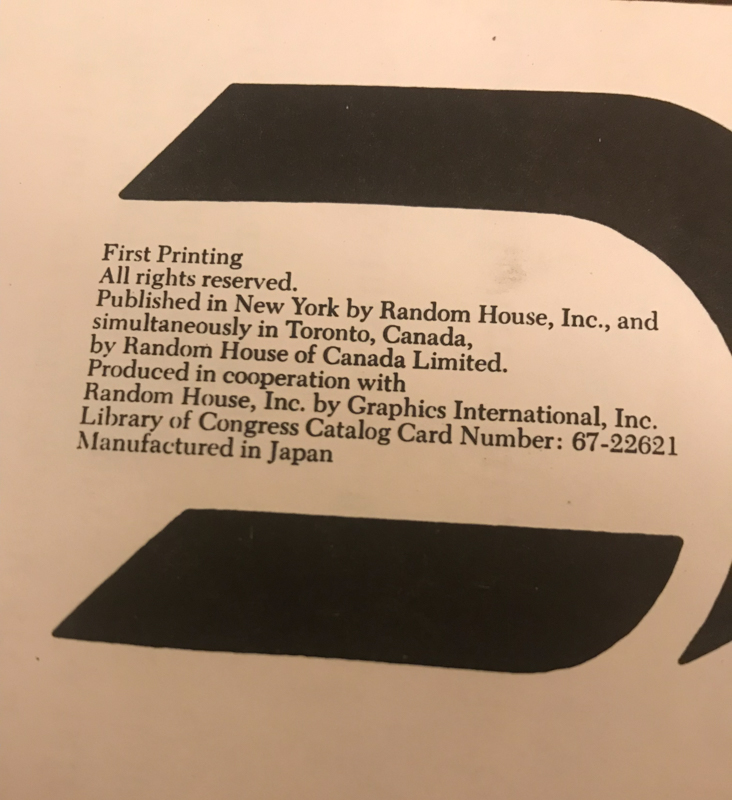 First Printing
All rights reserved.
Published in New York by Random House, Inc., and
simultaneously in Toronto, Canada,
by Random House of Canada Limited.
Produced in cooperation with
Random House, Inc. by Graphics International, Inc.
Library of Congress Catalog Card Number: 67-22621
Manufactured in Japan